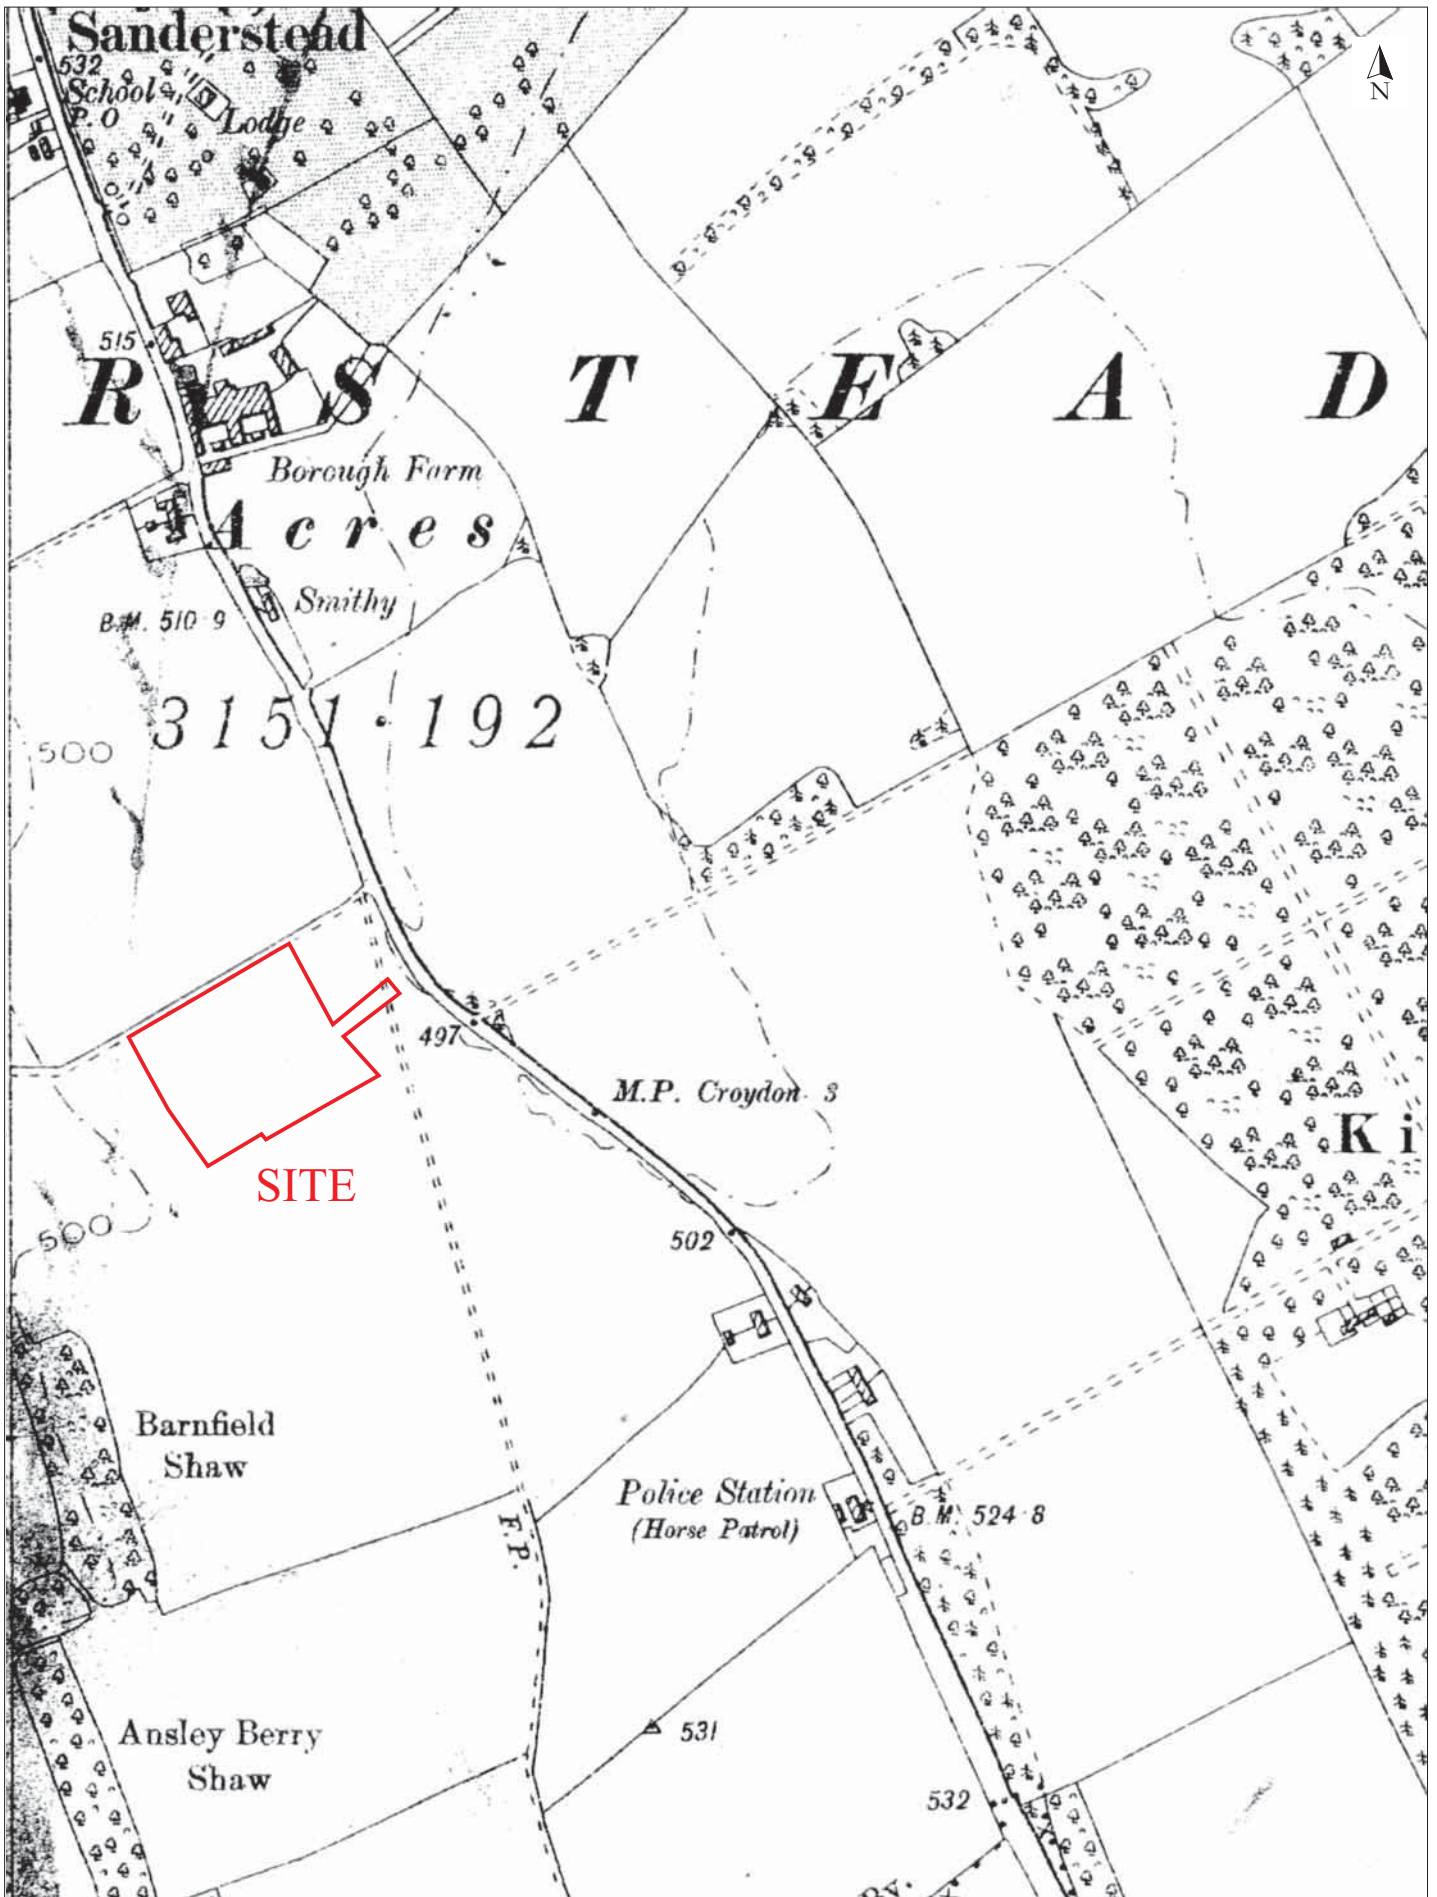 Sanderstead
532
School
P.O
Lodge
N
515
R S T E A D
Borough Farm
Acres
Smithy
B.M. 510·9
3151·192
500
497
M.P. Croydon 3
Ki
SITE
500
502
Barnfield
Shaw
Police Station
(Horse Patrol)
B.M. 524·8
F.P.
531
Ansley Berry
Shaw
532